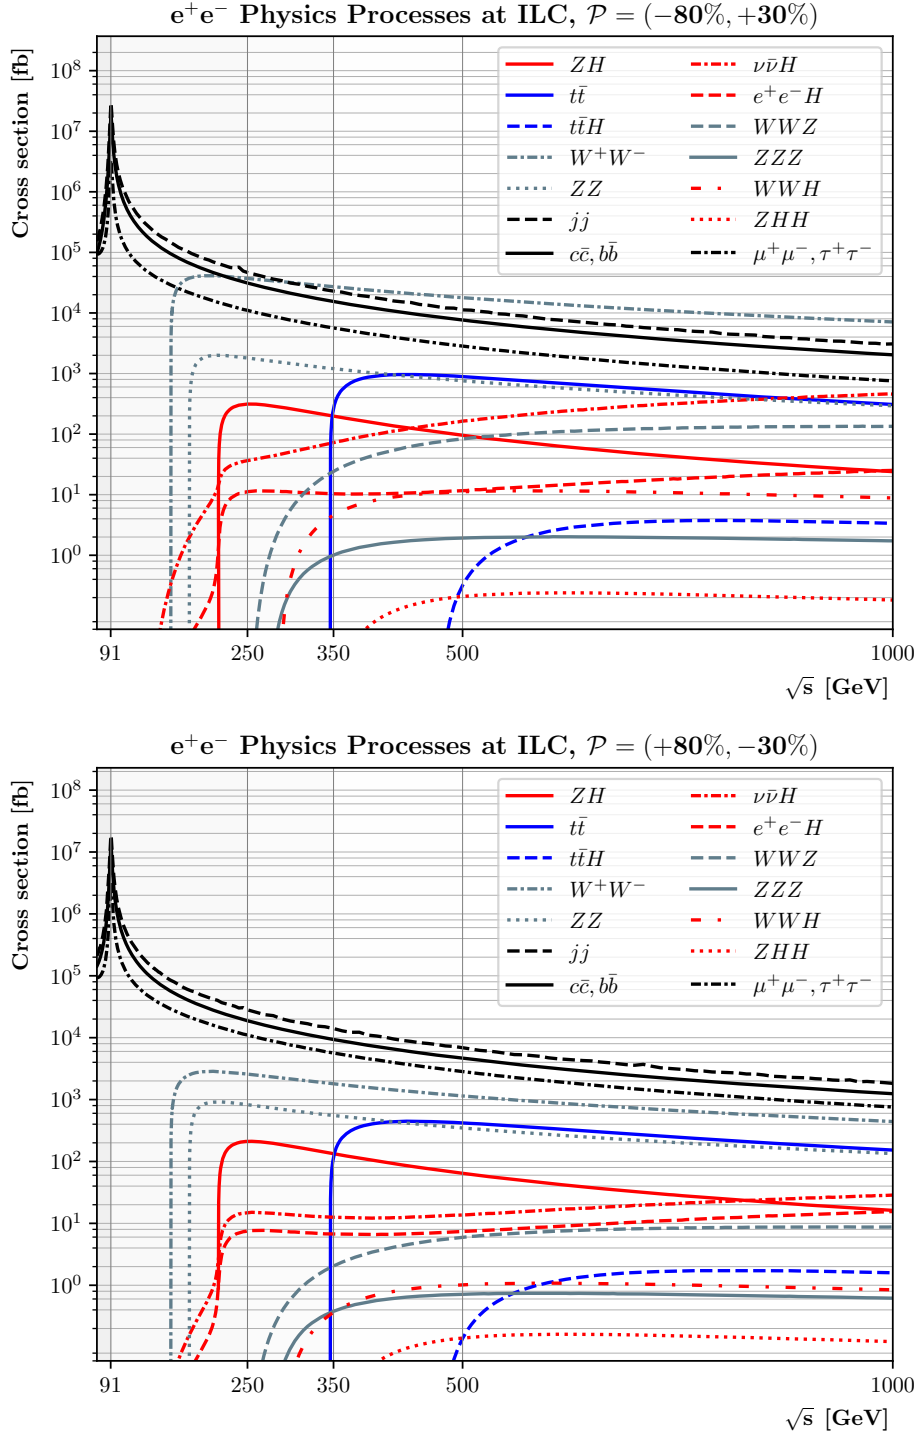 e⁺e⁻ Physics Processes at ILC, 𝒫 = (−80%, +30%)
Cross section [fb]
10⁸
10⁷
10⁶
10⁵
10⁴
10³
10²
10¹
10⁰
ZH
tt̄
tt̄H
W⁺W⁻
ZZ
jj
cc̄, bb̄
νν̄H
e⁺e⁻H
WWZ
ZZZ
WWH
ZHH
μ⁺μ⁻, τ⁺τ⁻
91 250 350 500 1000
√s [GeV]
e⁺e⁻ Physics Processes at ILC, 𝒫 = (+80%, −30%)
Cross section [fb]
10⁸
10⁷
10⁶
10⁵
10⁴
10³
10²
10¹
10⁰
ZH
tt̄
tt̄H
W⁺W⁻
ZZ
jj
cc̄, bb̄
νν̄H
e⁺e⁻H
WWZ
ZZZ
WWH
ZHH
μ⁺μ⁻, τ⁺τ⁻
91 250 350 500 1000
√s [GeV]